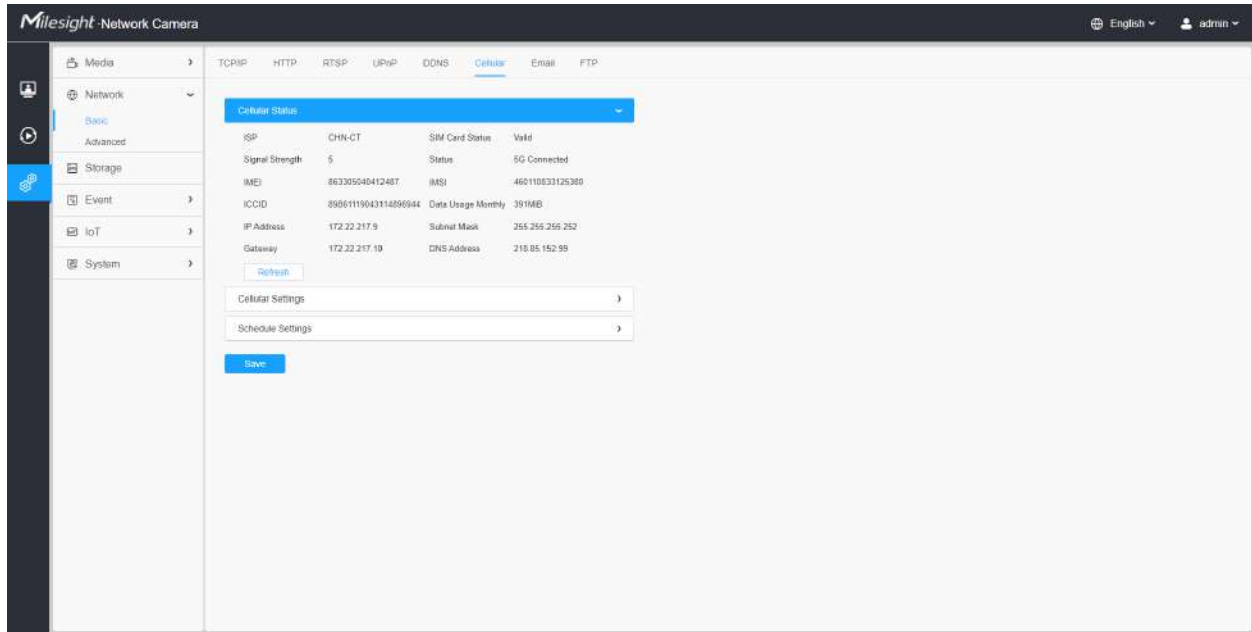 Milesight · Network Camera
English
admin
Media
Network
Basic
Advanced
Storage
Event
IoT
System
TCP/IP HTTP RTSP UPnP DDNS Cellular Email FTP
Cellular Status
ISP CHN-CT SIM Card Status Valid
Signal Strength 5 Status 5G Connected
IMEI 863305040412487 IMSI 460110833125380
ICCID 89861119043114896944 Data Usage Monthly 391MiB
IP Address 172.22.217.9 Subnet Mask 255.255.255.252
Gateway 172.22.217.10 DNS Address 218.85.152.99
Refresh
Cellular Settings
Schedule Settings
Save